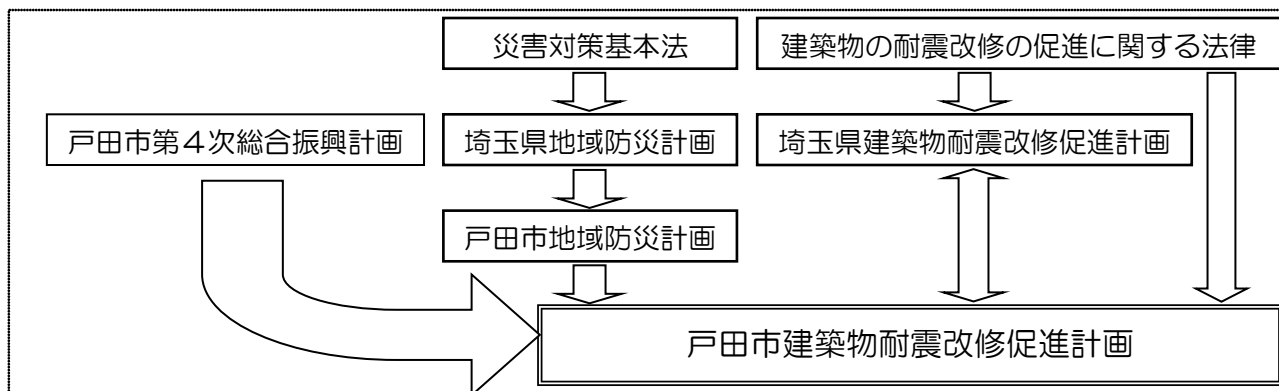 災害対策基本法
建築物の耐震改修の促進に関する法律
戸田市第４次総合振興計画
埼玉県地域防災計画
埼玉県建築物耐震改修促進計画
戸田市地域防災計画
戸田市建築物耐震改修促進計画